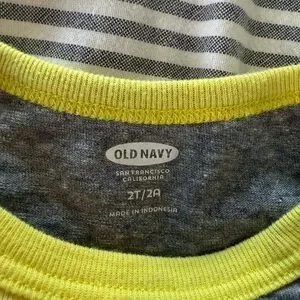 OLD NAVY
SAN FRANCISCO
CALIFORNIA
2T/2A
MADE IN INDONESIA